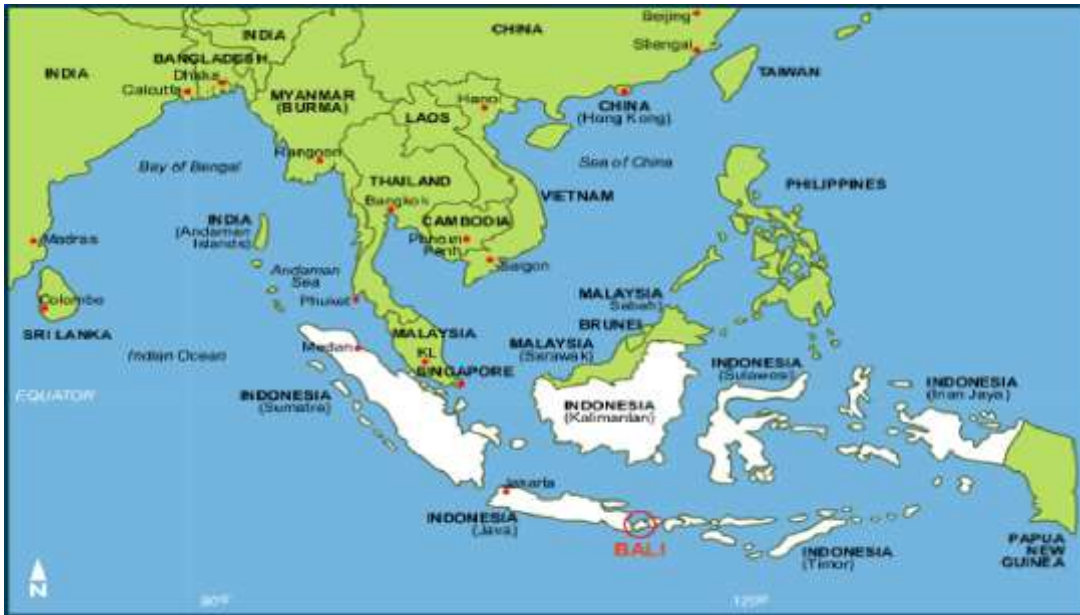 Beijing
CHINA
INDIA
Shengai
BANGLADESH
INDIA
Dhaka
TAIWAN
Calcutta
MYANMAR
(BURMA)
Hanoi
CHINA
(Hong Kong)
LAOS
Rangoon
Bay of Bengal
Sea of China
THAILAND
PHILIPPINES
VIETNAM
Bangkok
INDIA
(Andaman
Islands)
CAMBODIA
Madras
Penh
Saigon
Andaman
Sea
Phuket
MALAYSIA
Sabah
Colombo
BRUNEI
SRI LANKA
MALAYSIA
MALAYSIA
(Sarawak)
Medan
Indian Ocean
KL
SINGAPORE
INDONESIA
(Sulawesi)
INDONESIA
(Irian Jaya)
EQUATOR
INDONESIA
(Sumatra)
INDONESIA
(Kalimantan)
Jakarta
INDONESIA
(Java)
BALI
INDONESIA
(Timor)
PAPUA
NEW
GUINEA
N
120°